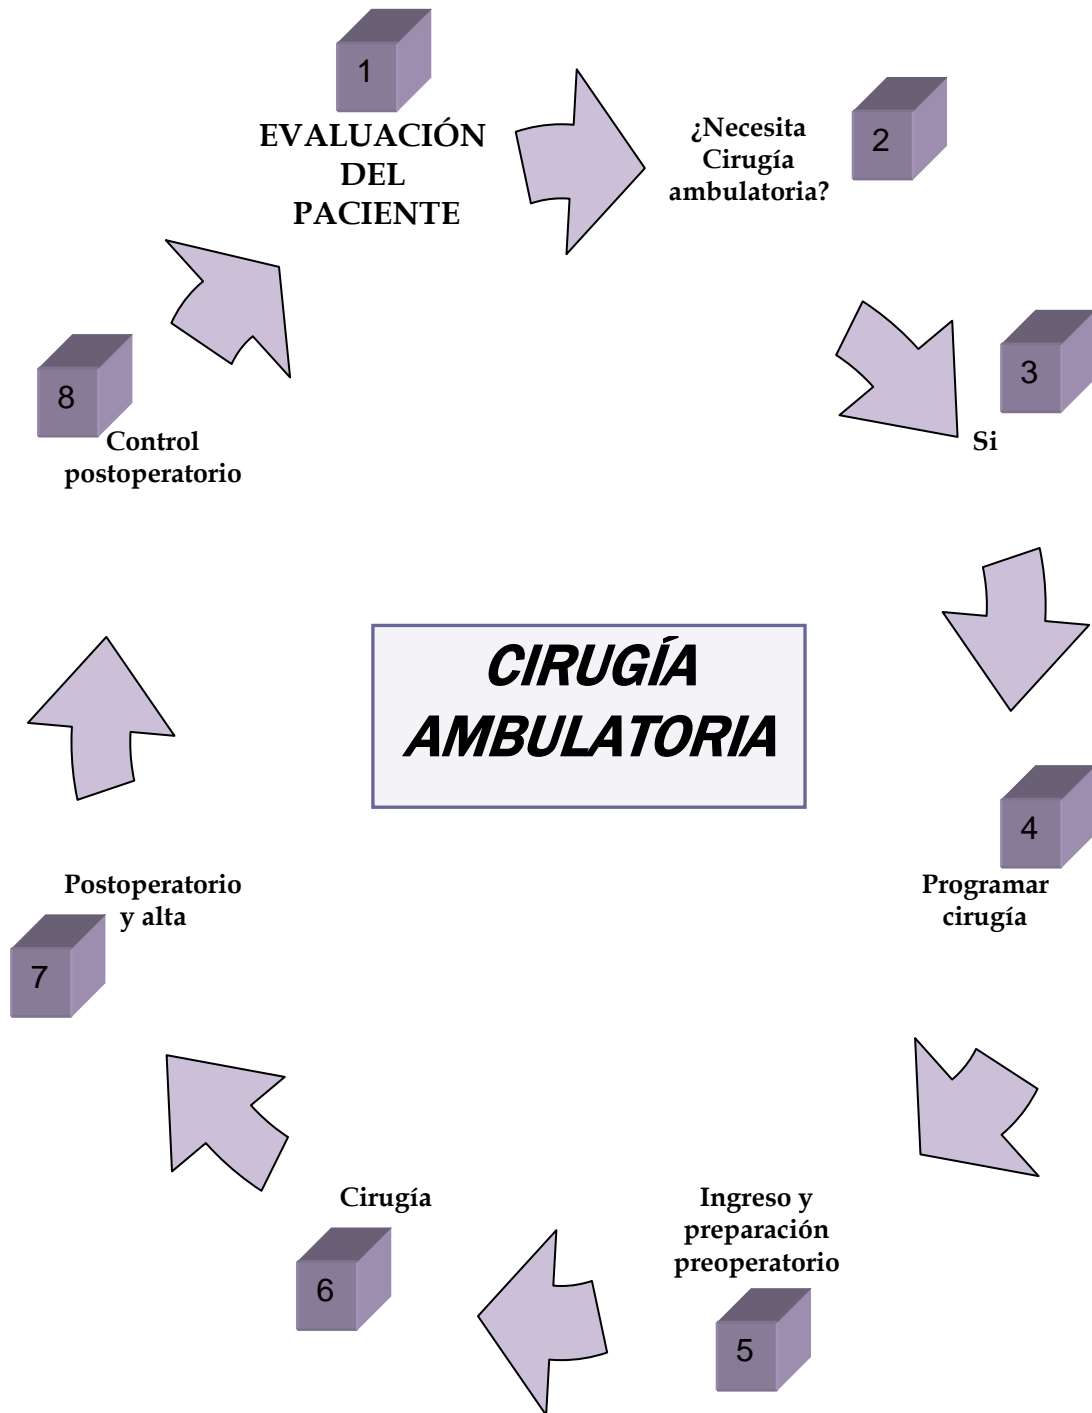 1
EVALUACIÓN
DEL
PACIENTE
¿Necesita
Cirugía
ambulatoria?
2
3
Si
4
Programar
cirugía
Ingreso y
preparación
preoperatorio
5
Cirugía
6
Postoperatorio
y alta
7
8
Control
postoperatorio
CIRUGÍA
AMBULATORIA